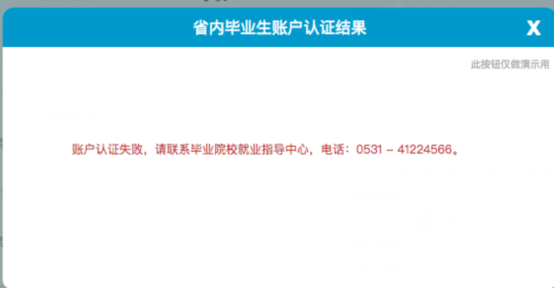 省内毕业生账户认证结果
X
此按钮仅做演示用
账户认证失败，请联系毕业院校就业指导中心，电话：0531 – 41224566。